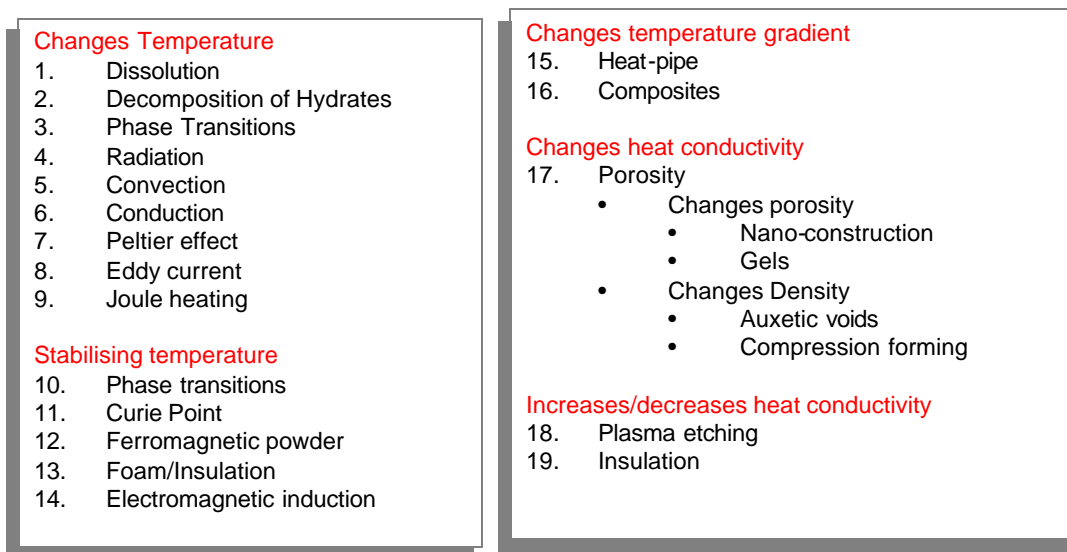 Changes Temperature
1. Dissolution
2. Decomposition of Hydrates
3. Phase Transitions
4. Radiation
5. Convection
6. Conduction
7. Peltier effect
8. Eddy current
9. Joule heating
Stabilising temperature
10. Phase transitions
11. Curie Point
12. Ferromagnetic powder
13. Foam/Insulation
14. Electromagnetic induction
Changes temperature gradient
15. Heat-pipe
16. Composites
Changes heat conductivity
17. Porosity
• Changes porosity
• Nano-construction
• Gels
• Changes Density
• Auxetic voids
• Compression forming
Increases/decreases heat conductivity
18. Plasma etching
19. Insulation